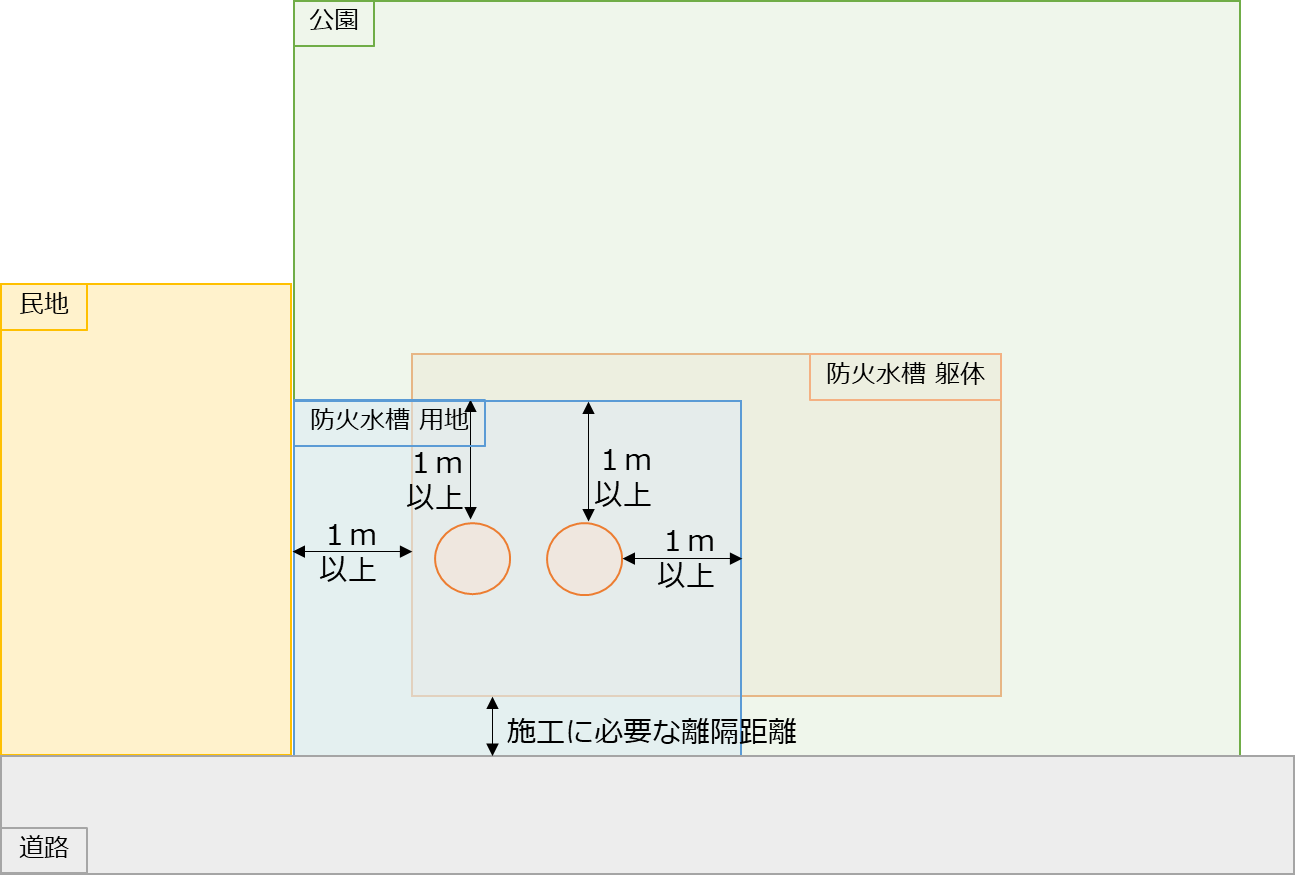 公園
民地
防火水槽 躯体
防火水槽 用地
１ｍ
以上
１ｍ
以上
１ｍ
以上
１ｍ
以上
施工に必要な離隔距離
道路